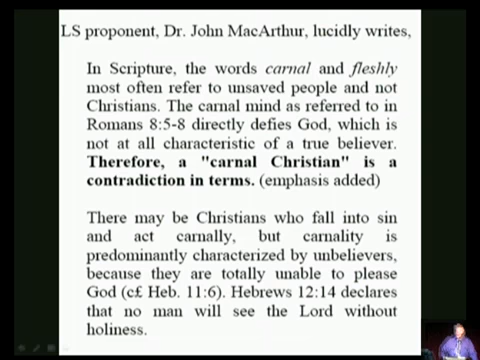 LS proponent, Dr. John MacArthur, lucidly writes,
In Scripture, the words carnal and fleshly
most often refer to unsaved people and not
Christians. The carnal mind as referred to in
Romans 8:5-8 directly defies God, which is
not at all characteristic of a true believer.
Therefore, a "carnal Christian" is a
contradiction in terms. (emphasis added)
There may be Christians who fall into sin
and act carnally, but carnality is
predominantly characterized by unbelievers,
because they are totally unable to please
God (c£ Heb. 11:6). Hebrews 12:14 declares
that no man will see the Lord without
holiness.